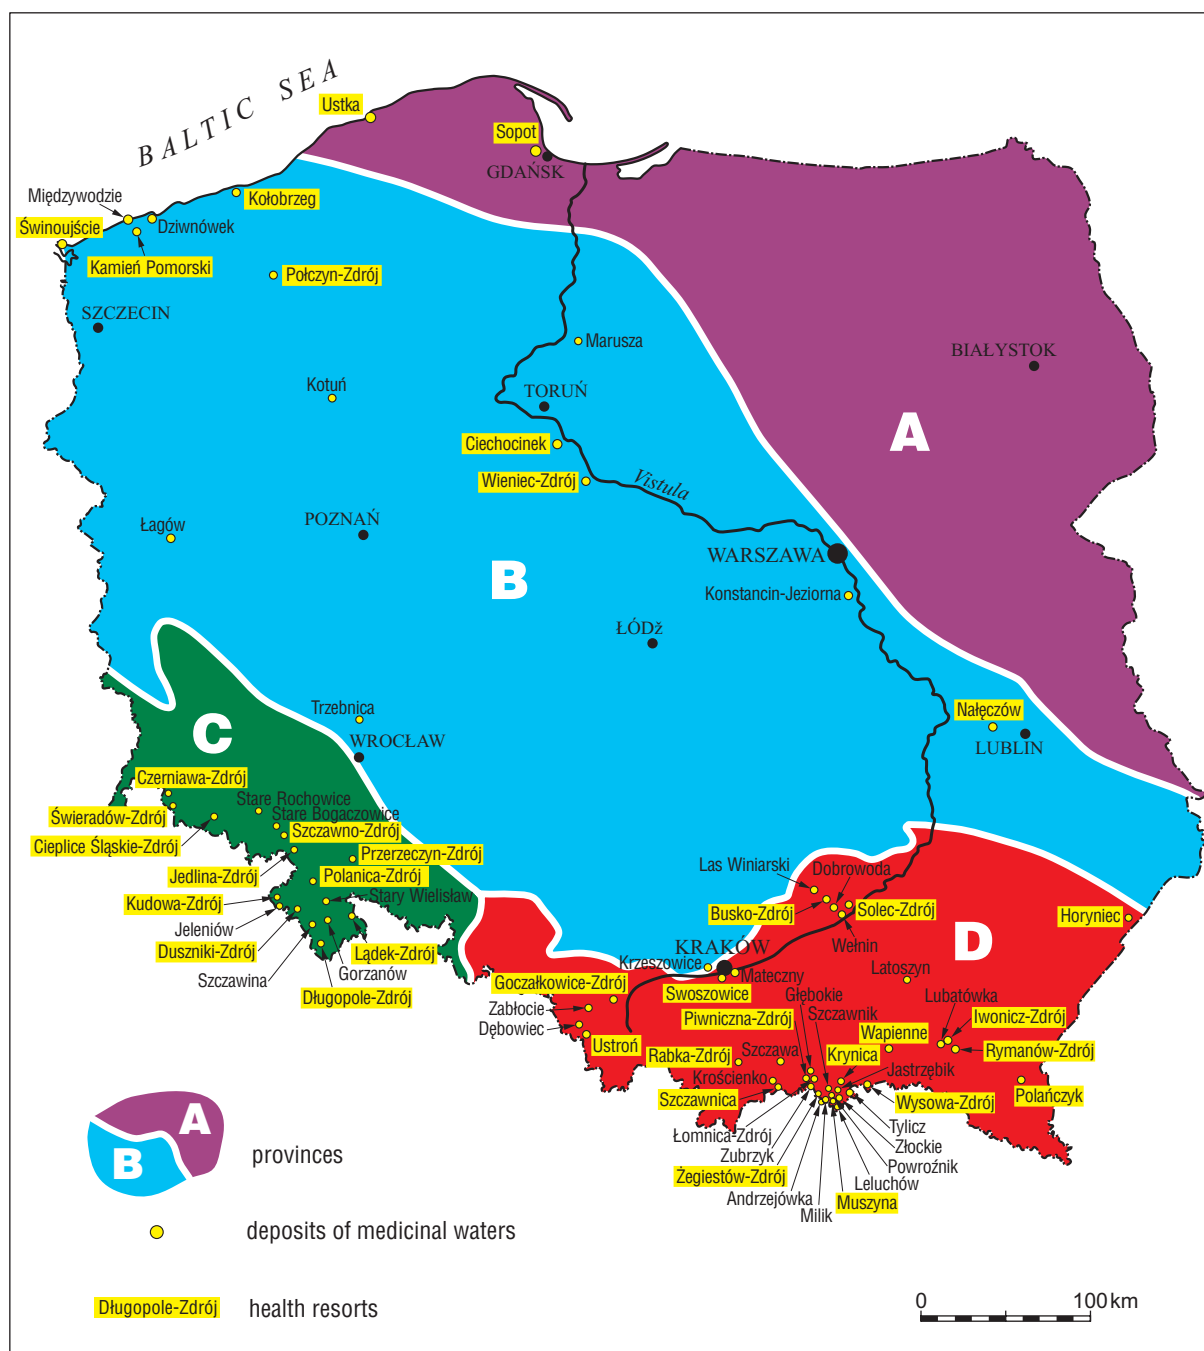 BALTIC SEA
Ustka
Sopot
GDAŃSK
Międzywodzie
Kołobrzeg
Świnoujście
Dziwnówek
Kamień Pomorski
Połczyn-Zdrój
SZCZECIN
Marusza
BIAŁYSTOK
Kotuń
TORUŃ
A
Ciechocinek
Wieniec-Zdrój
Vistula
Łagów
POZNAŃ
WARSZAWA
B
Konstancin-Jeziorna
ŁÓDž
Trzebnica
Nałęczów
C
WROCŁAW
LUBLIN
Czerniawa-Zdrój
Stare Rochowice
Świeradów-Zdrój
Stare Bogaczowice
Szczawno-Zdrój
Cieplice Śląskie-Zdrój
Przerzeczyn-Zdrój
Jedlina-Zdrój
Polanica-Zdrój
Stary Wielisław
Kudowa-Zdrój
Jeleniów
Duszniki-Zdrój
Lądek-Zdrój
Szczawina
Gorzanów
Długopole-Zdrój
Las Winiarski
Dobrowoda
Busko-Zdrój
Solec-Zdrój
Horyniec
Wełnin
D
KRAKÓW
Krzeszowice
Mateczny
Latoszyn
Goczałkowice-Zdrój
Swoszowice
Głębokie
Lubatówka
Zabłocie
Szczawnik
Piwniczna-Zdrój
Iwonicz-Zdrój
Dębowiec
Wapienne
Ustroń
Rabka-Zdrój
Szczawa
Krynica
Rymanów-Zdrój
Krościenko
Jastrzębik
Szczawnica
Wysowa-Zdrój
Polańczyk
Łomnica-Zdrój
Tylicz
Zubrzyk
Złockie
Żegiestów-Zdrój
Powroźnik
Andrzejówka
Leluchów
Milik
Muszyna
A
B
provinces
deposits of medicinal waters
Długopole-Zdrój
health resorts
0 100 km